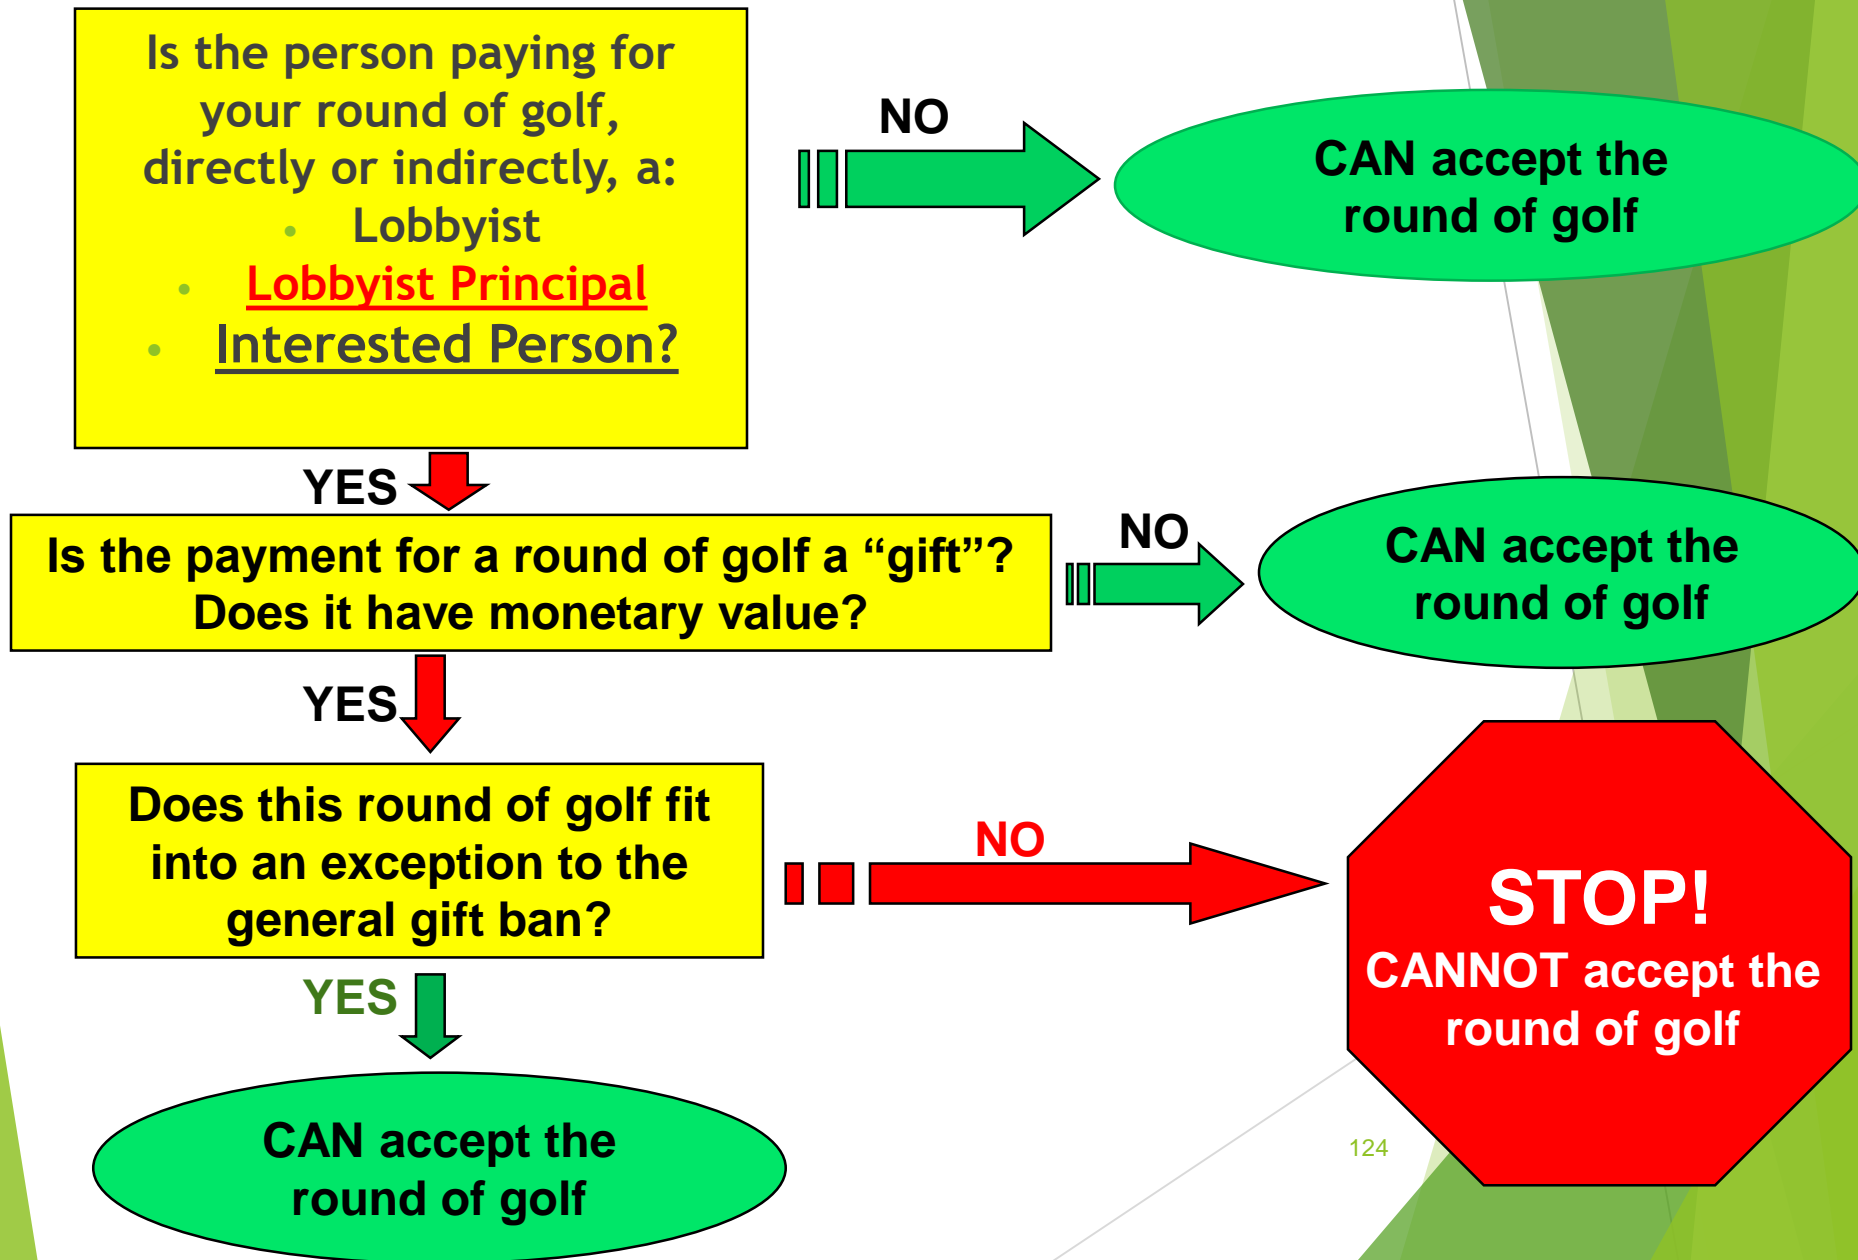 Is the person paying for
your round of golf,
directly or indirectly, a:
• Lobbyist
• Lobbyist Principal
• Interested Person?
NO
CAN accept the
round of golf
YES
Is the payment for a round of golf a “gift”?
Does it have monetary value?
NO
CAN accept the
round of golf
YES
Does this round of golf fit
into an exception to the
general gift ban?
NO
STOP!
CANNOT accept the
round of golf
YES
CAN accept the
round of golf
124